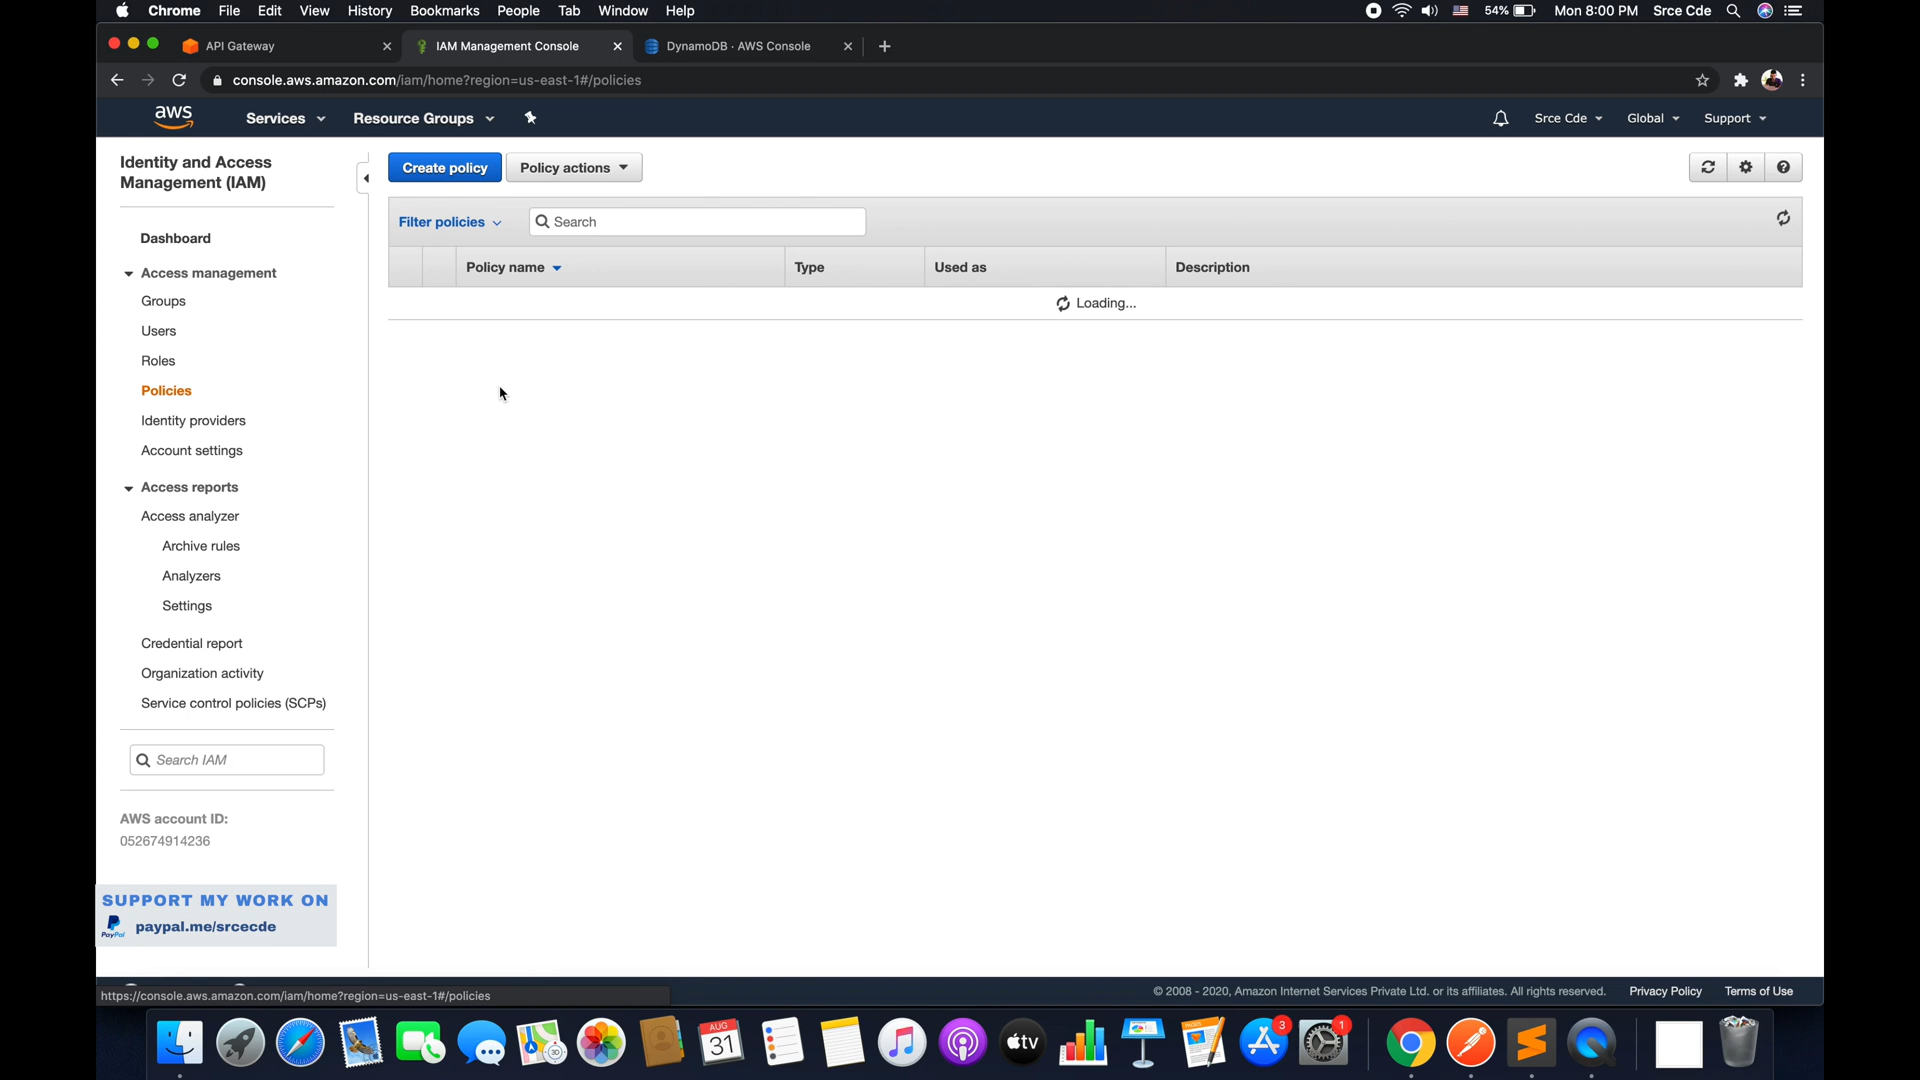 Chrome File Edit View History Bookmarks People Tab Window Help 54% Mon 8:00 PM Srce Cde
API Gateway IAM Management Console DynamoDB · AWS Console
console.aws.amazon.com/iam/home?region=us-east-1#/policies
aws Services Resource Groups Srce Cde Global Support
Identity and Access
Management (IAM)
Dashboard
Access management
Groups
Users
Roles
Policies
Identity providers
Account settings
Access reports
Access analyzer
Archive rules
Analyzers
Settings
Credential report
Organization activity
Service control policies (SCPs)
Search IAM
AWS account ID:
052674914236
SUPPORT MY WORK ON
PayPal paypal.me/srcecde
Create policy Policy actions
Filter policies Search
Policy name Type Used as Description
Loading...
https://console.aws.amazon.com/iam/home?region=us-east-1#/policies
© 2008 - 2020, Amazon Internet Services Private Ltd. or its affiliates. All rights reserved. Privacy Policy Terms of Use
3D AUG 31 tv PAGES 3 1